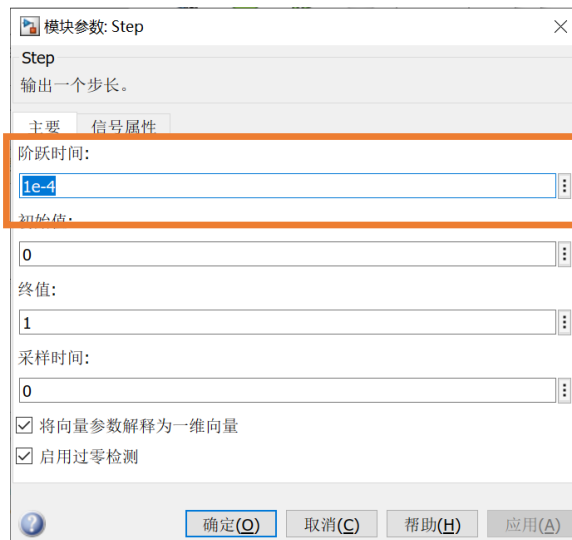 模块参数: Step
Step
输出一个步长。
主要 信号属性
阶跃时间:
1e-4
初始值:
0
终值:
1
采样时间:
0
将向量参数解释为一维向量
启用过零检测
确定(O) 取消(C) 帮助(H) 应用(A)